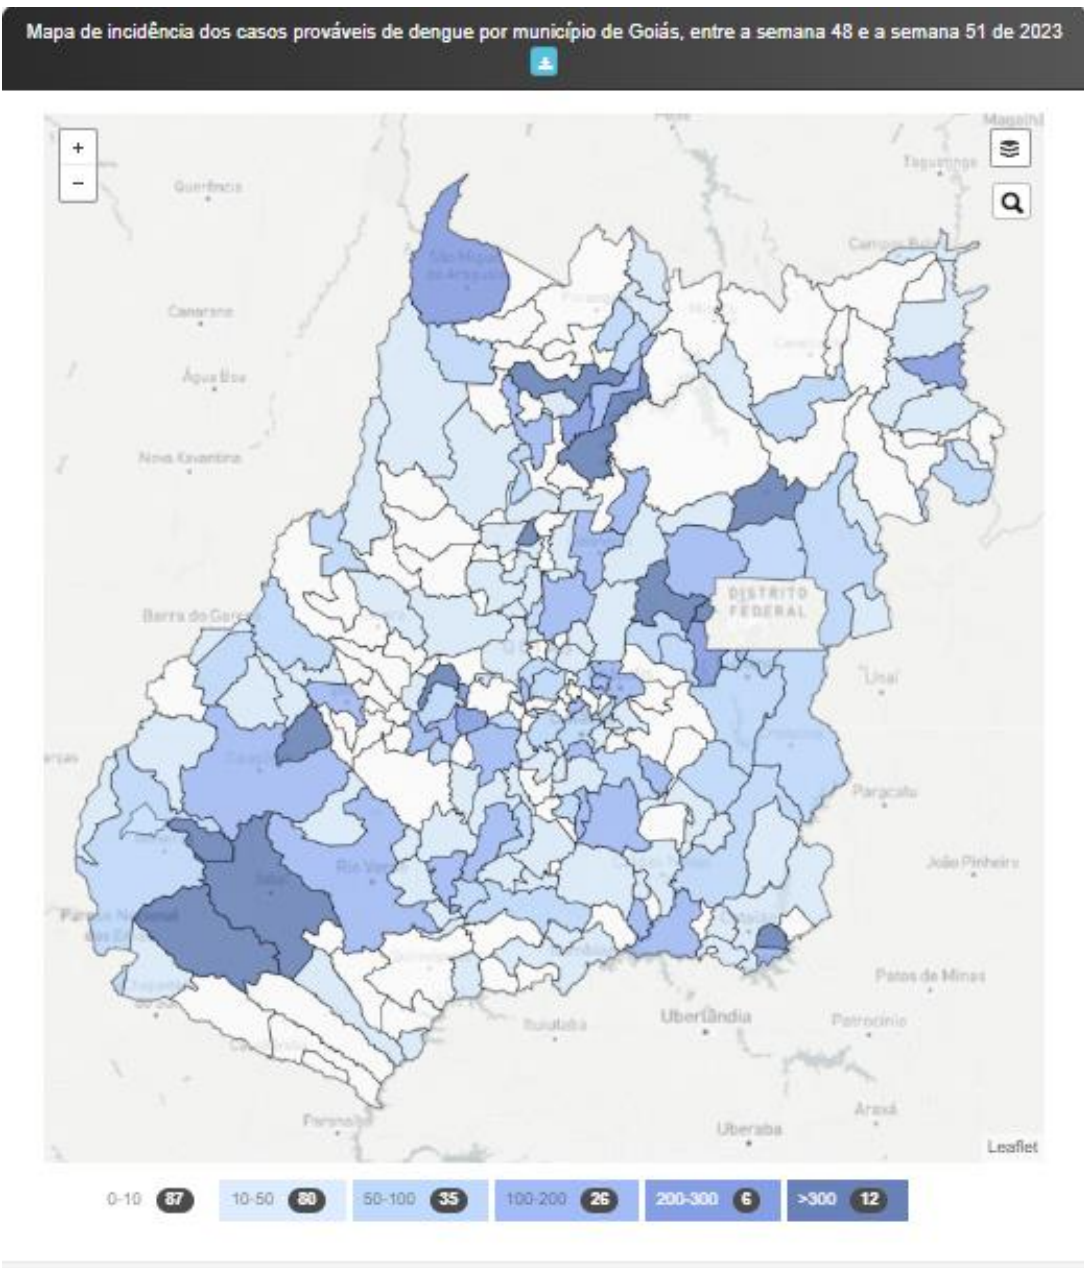 Mapa de incidência dos casos prováveis de dengue por município de Goiás, entre a semana 48 e a semana 51 de 2023
+
−
Querência
Canarana
Água Boa
Nova Xavantina
Barra do Garças
DISTRITO
FEDERAL
Unaí
Paracatu
João Pinheiro
Rio Verde
Catalão
Patos de Minas
Uberlândia
Patrocínio
Ituiutaba
Araxá
Uberaba
Leaflet
0-10 87 10-50 80 50-100 35 100-200 26 200-300 6 >300 12